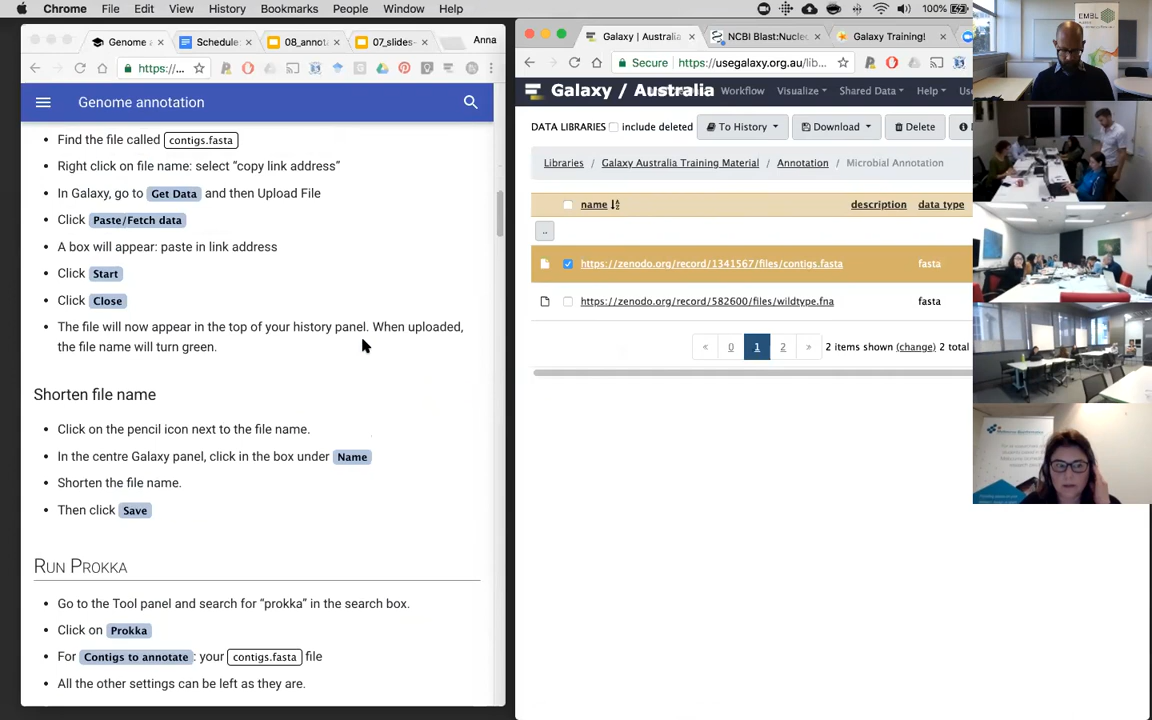 Chrome File Edit View History Bookmarks People Window Help 100%
Genome a
Schedule:
08_annota
07_slides-
Anna
https://...
Genome annotation
Find the file called contigs.fasta
Right click on file name: select “copy link address”
In Galaxy, go to Get Data and then Upload File
Click Paste/Fetch data
A box will appear: paste in link address
Click Start
Click Close
The file will now appear in the top of your history panel. When uploaded,
the file name will turn green.
Shorten file name
Click on the pencil icon next to the file name.
In the centre Galaxy panel, click in the box under Name
Shorten the file name.
Then click Save
RUN PROKKA
Go to the Tool panel and search for “prokka” in the search box.
Click on Prokka
For Contigs to annotate: your contigs.fasta file
All the other settings can be left as they are.
Galaxy | Australia
NCBI Blast:Nucleo
Galaxy Training!
Secure https://usegalaxy.org.au/lib...
Galaxy / Australia Workflow Visualize Shared Data Help Use
DATA LIBRARIES include deleted To History Download Delete
Libraries / Galaxy Australia Training Material / Annotation / Microbial Annotation
name description data type
..
https://zenodo.org/record/1341567/files/contigs.fasta fasta
https://zenodo.org/record/582600/files/wildtype.fna fasta
« 0 1 2 » 2 items shown (change) 2 total
EMBL